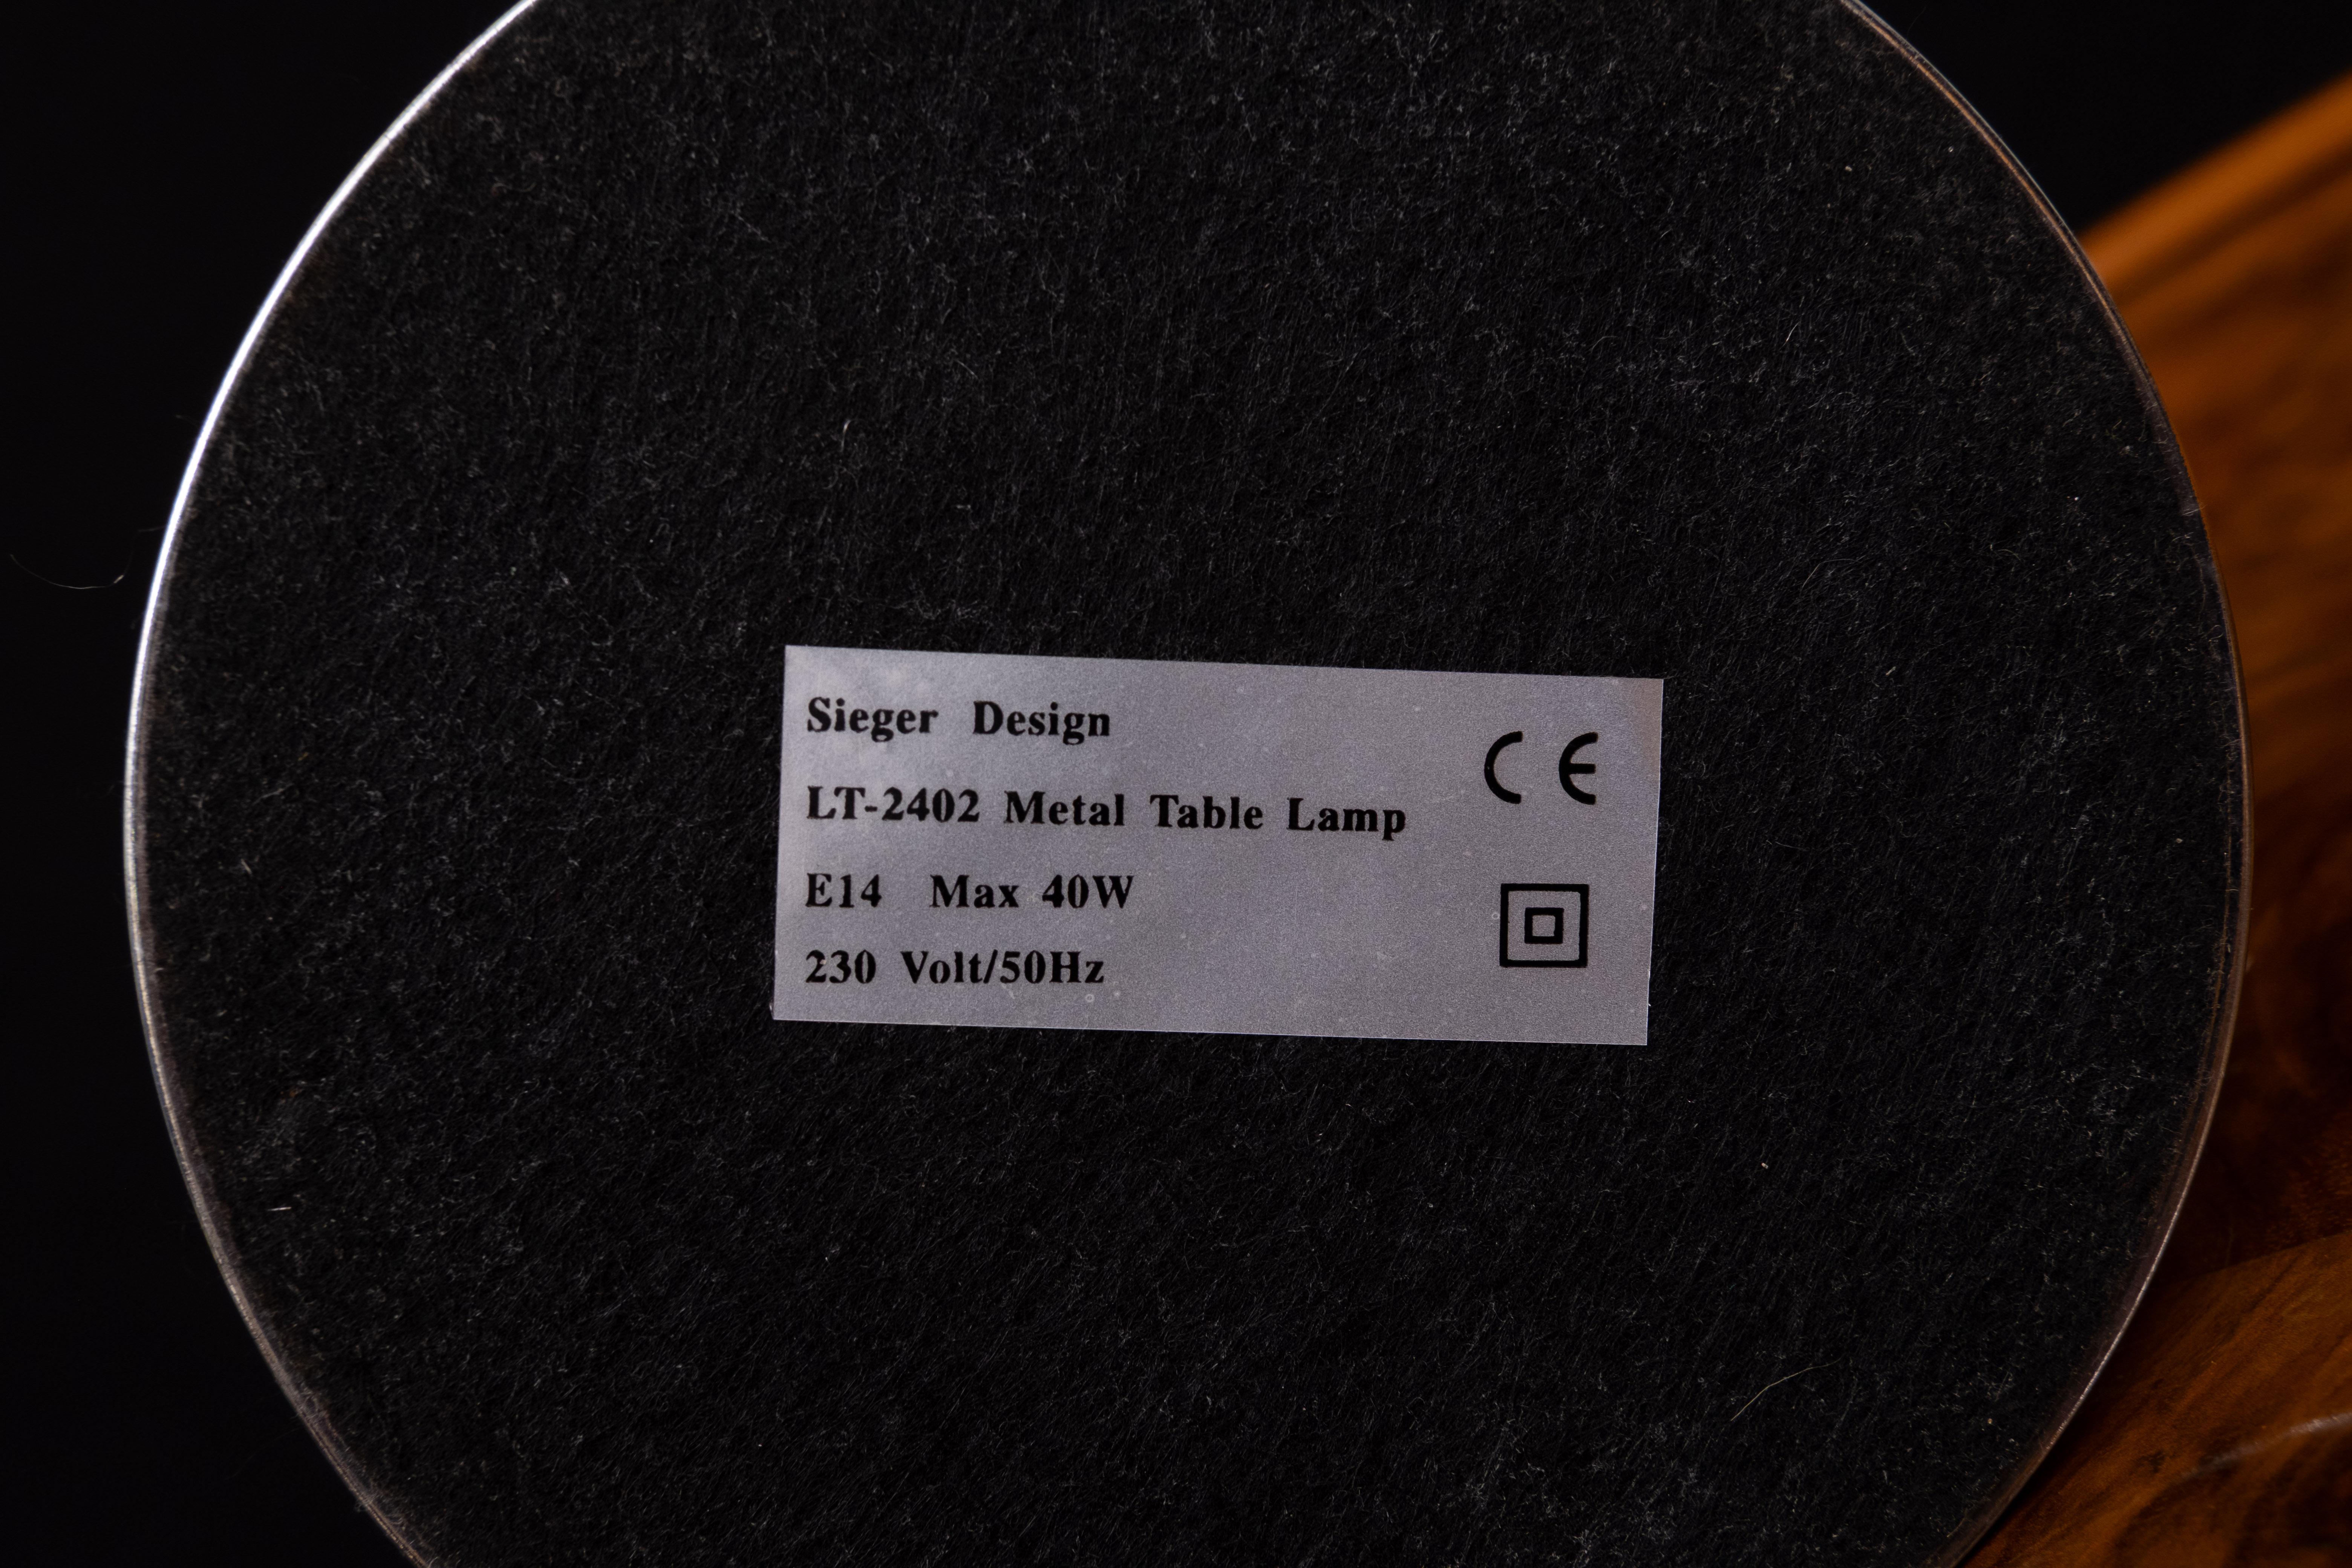 Sieger Design
LT-2402 Metal Table Lamp
E14 Max 40W
230 Volt/50Hz
CE